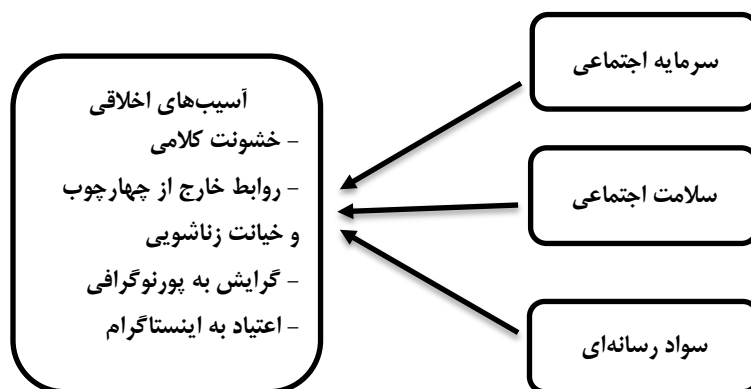 سرمایه اجتماعی
سلامت اجتماعی
سواد رسانه‌ای
آسیب‌های اخلاقی
- خشونت کلامی
- روابط خارج از چهارچوب
و خیانت زناشویی
- گرایش به پورنوگرافی
- اعتیاد به اینستاگرام